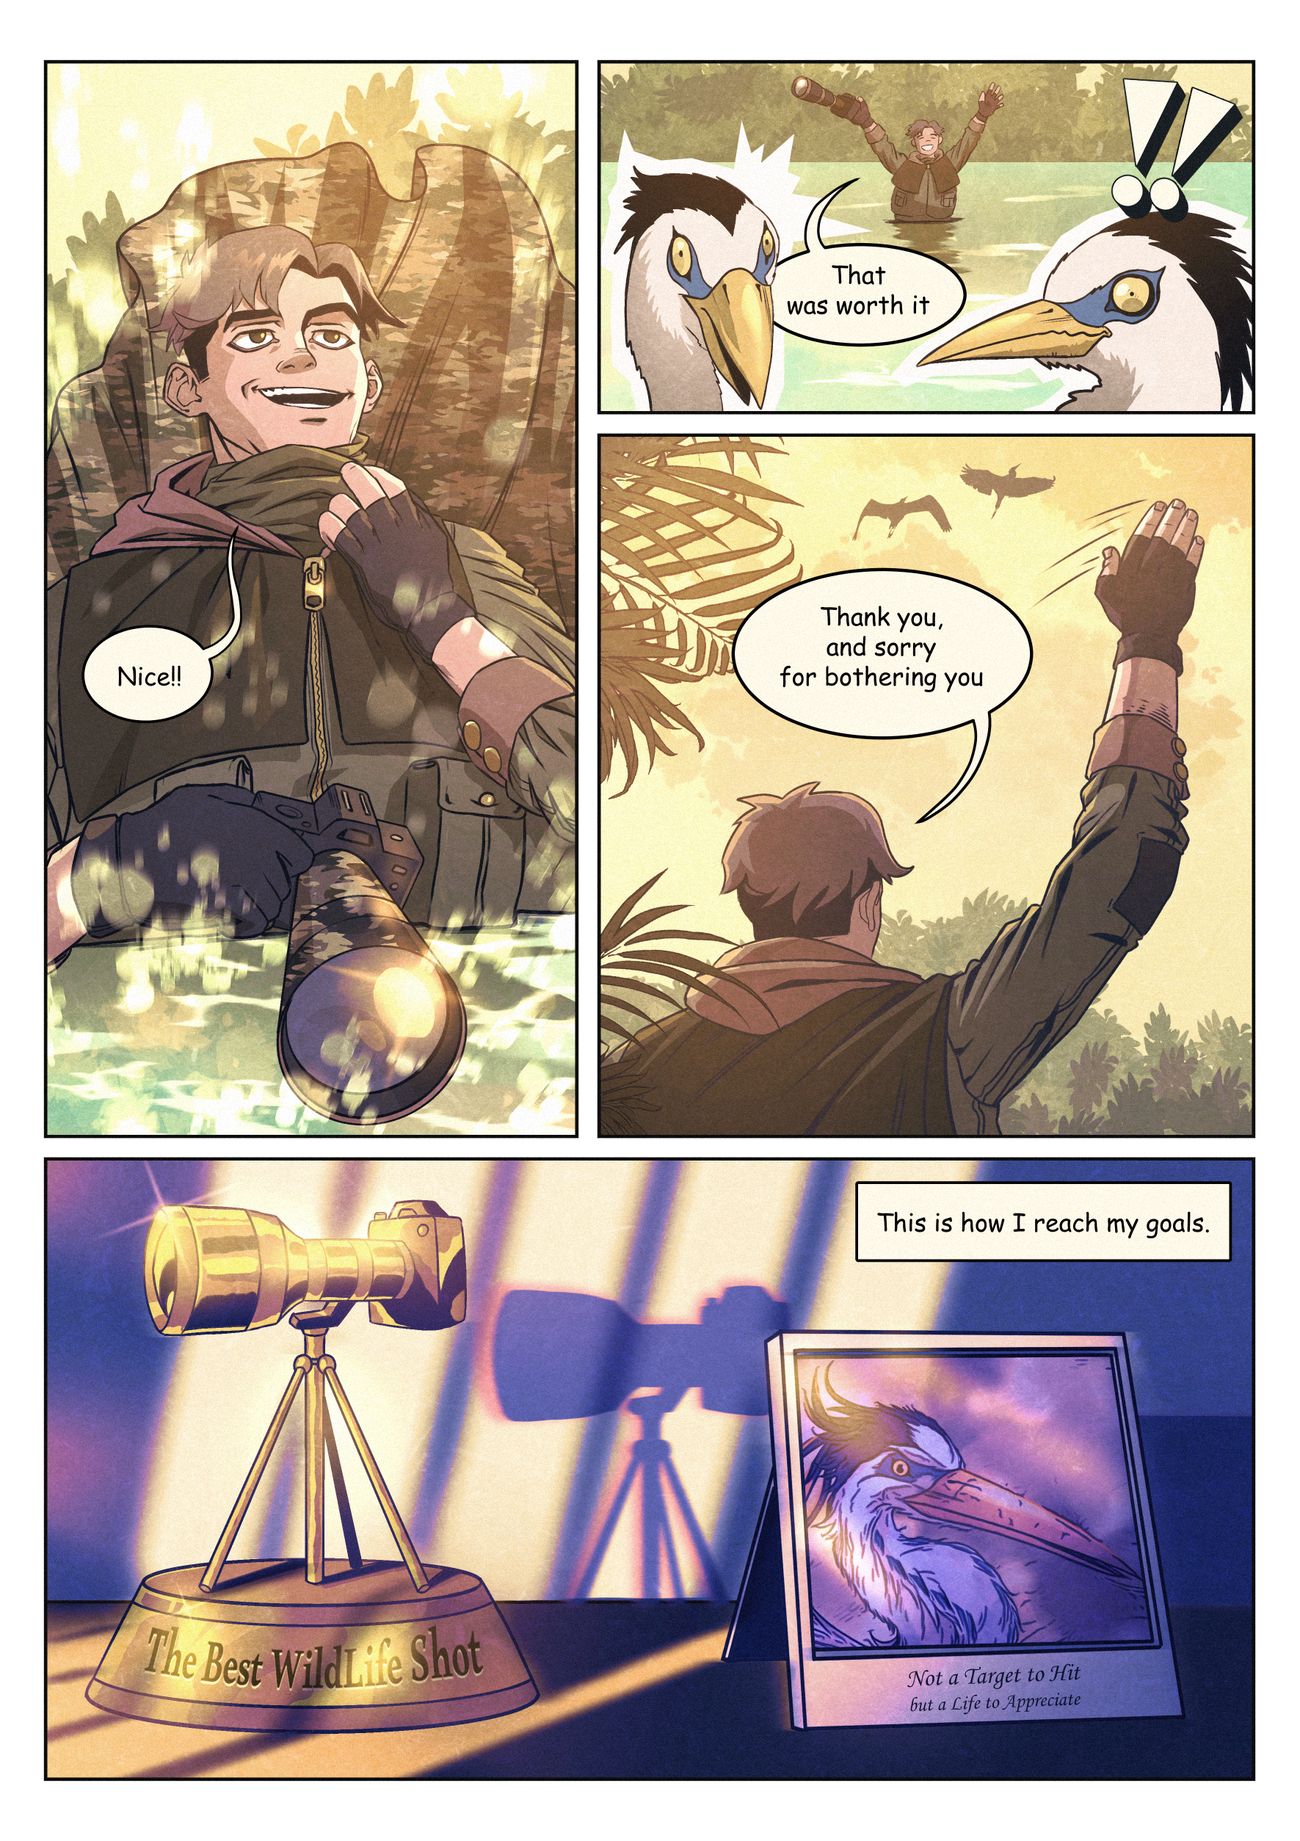 Nice!!
!!
That
was worth it
Thank you,
and sorry
for bothering you
This is how I reach my goals.
The Best WildLife Shot
Not a Target to Hit
but a Life to Appreciate